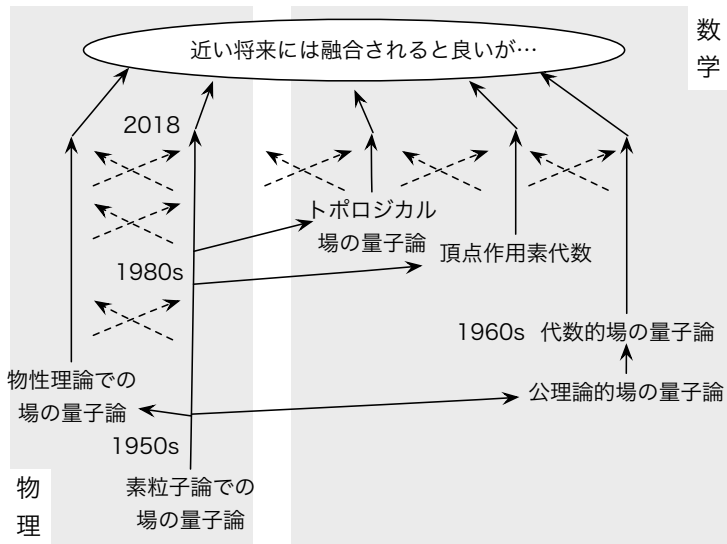 近い将来には融合されると良いが…
数
学
2018
トポロジカル
場の量子論
頂点作用素代数
1980s
1960s 代数的場の量子論
物性理論での
場の量子論
公理論的場の量子論
1950s
素粒子論での
場の量子論
物
理